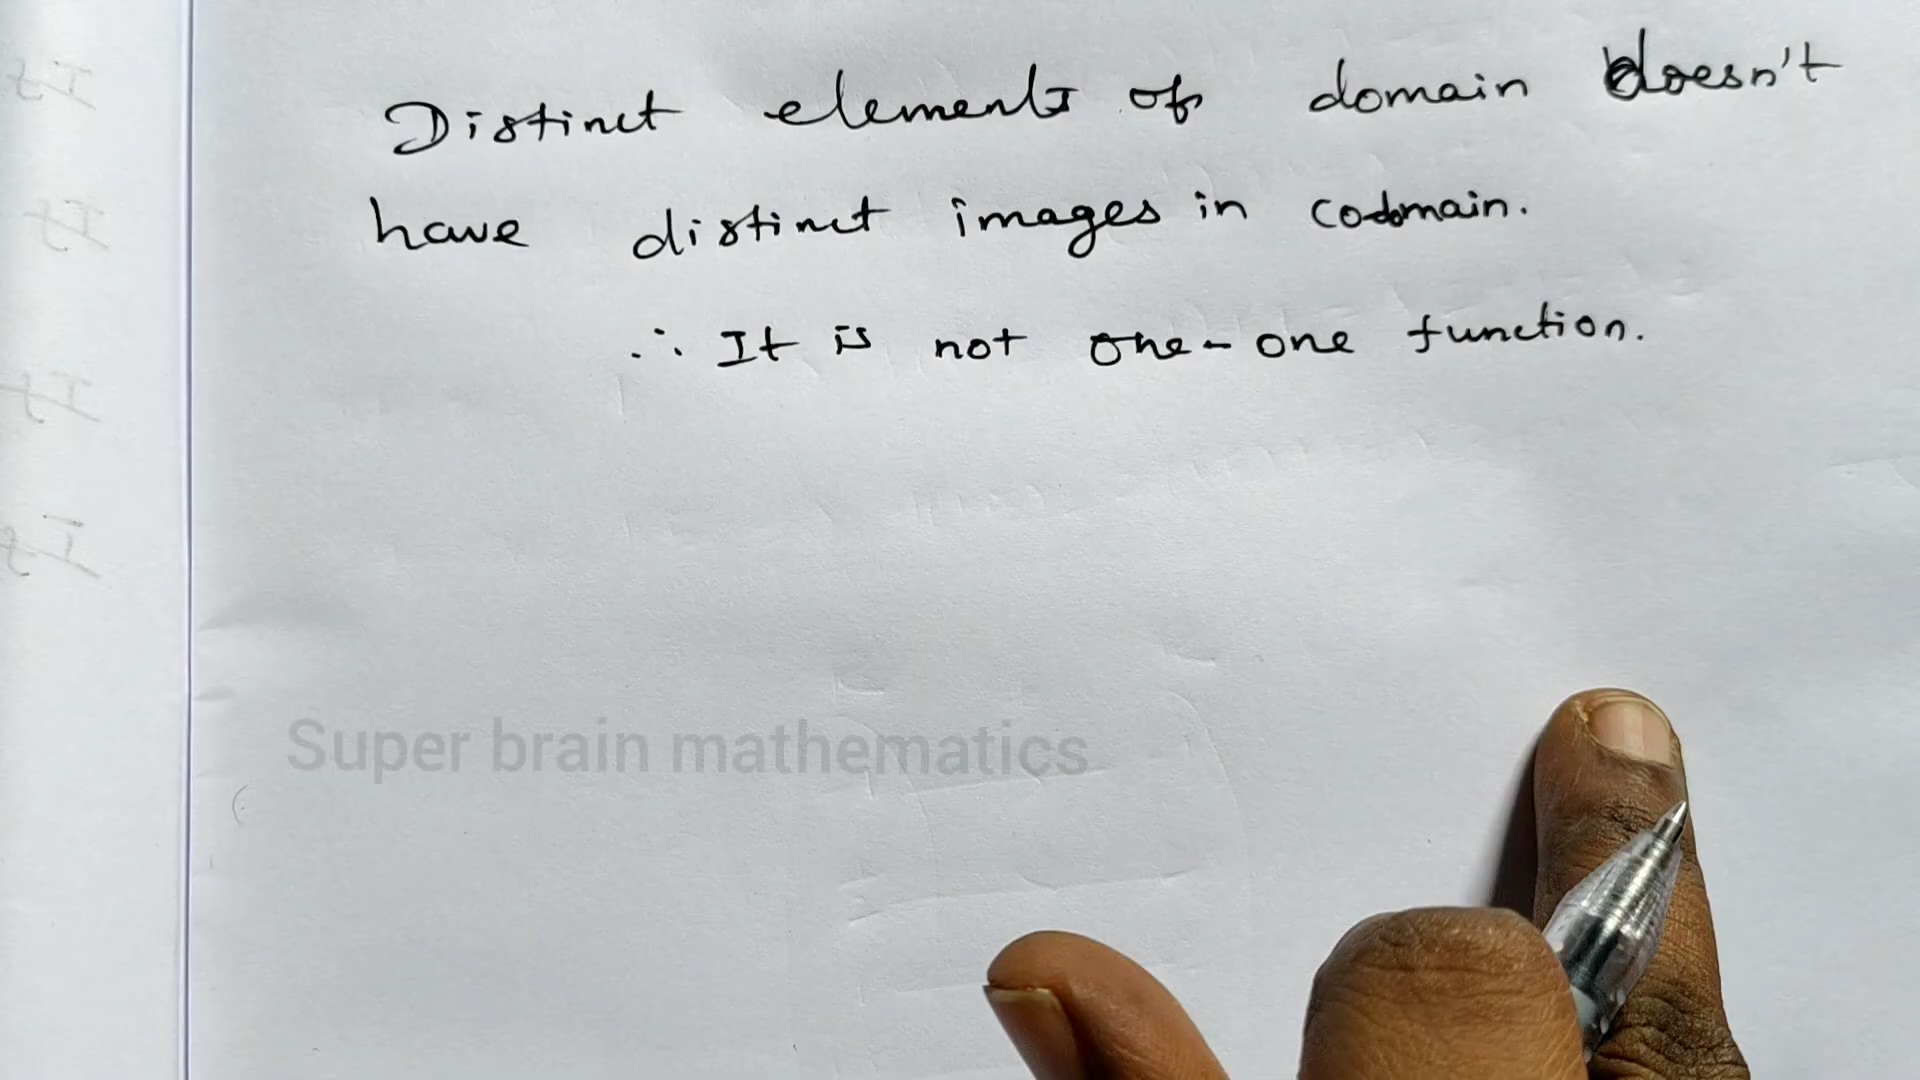 Distinct elements of domain doesn't
have distinct images in codomain.
∴ It is not one-one function.
Super brain mathematics